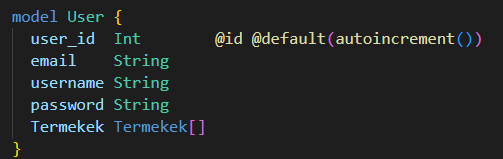 model User {
  user_id  Int       @id @default(autoincrement())
  email    String
  username String
  password String
  Termekek Termekek[]
}